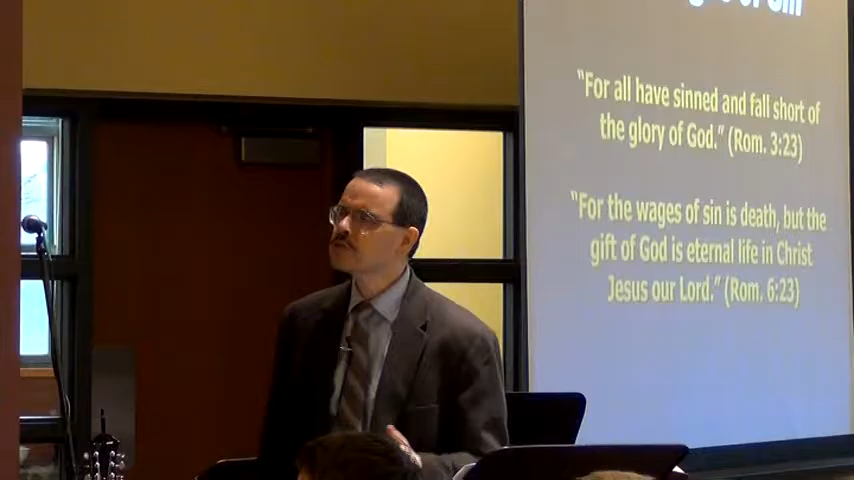 of Sin
“For all have sinned and fall short of
the glory of God.” (Rom. 3:23)
“For the wages of sin is death, but the
gift of God is eternal life in Christ
Jesus our Lord.” (Rom. 6:23)